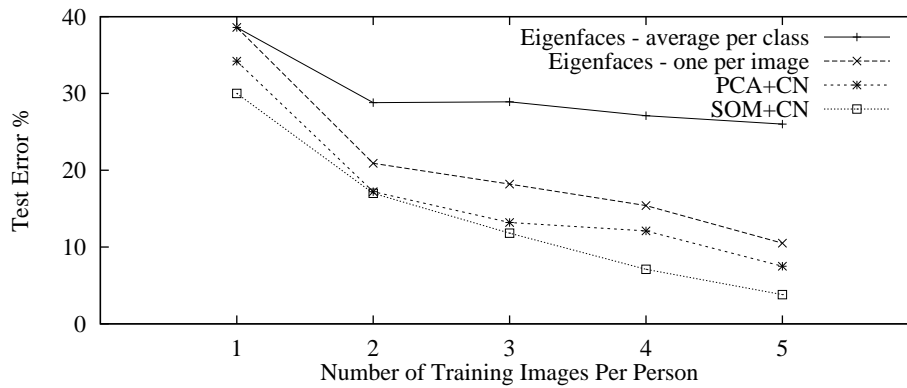 40
30
20
10
0
Test Error %
Eigenfaces - average per class
Eigenfaces - one per image
PCA+CN
SOM+CN
1 2 3 4 5
Number of Training Images Per Person